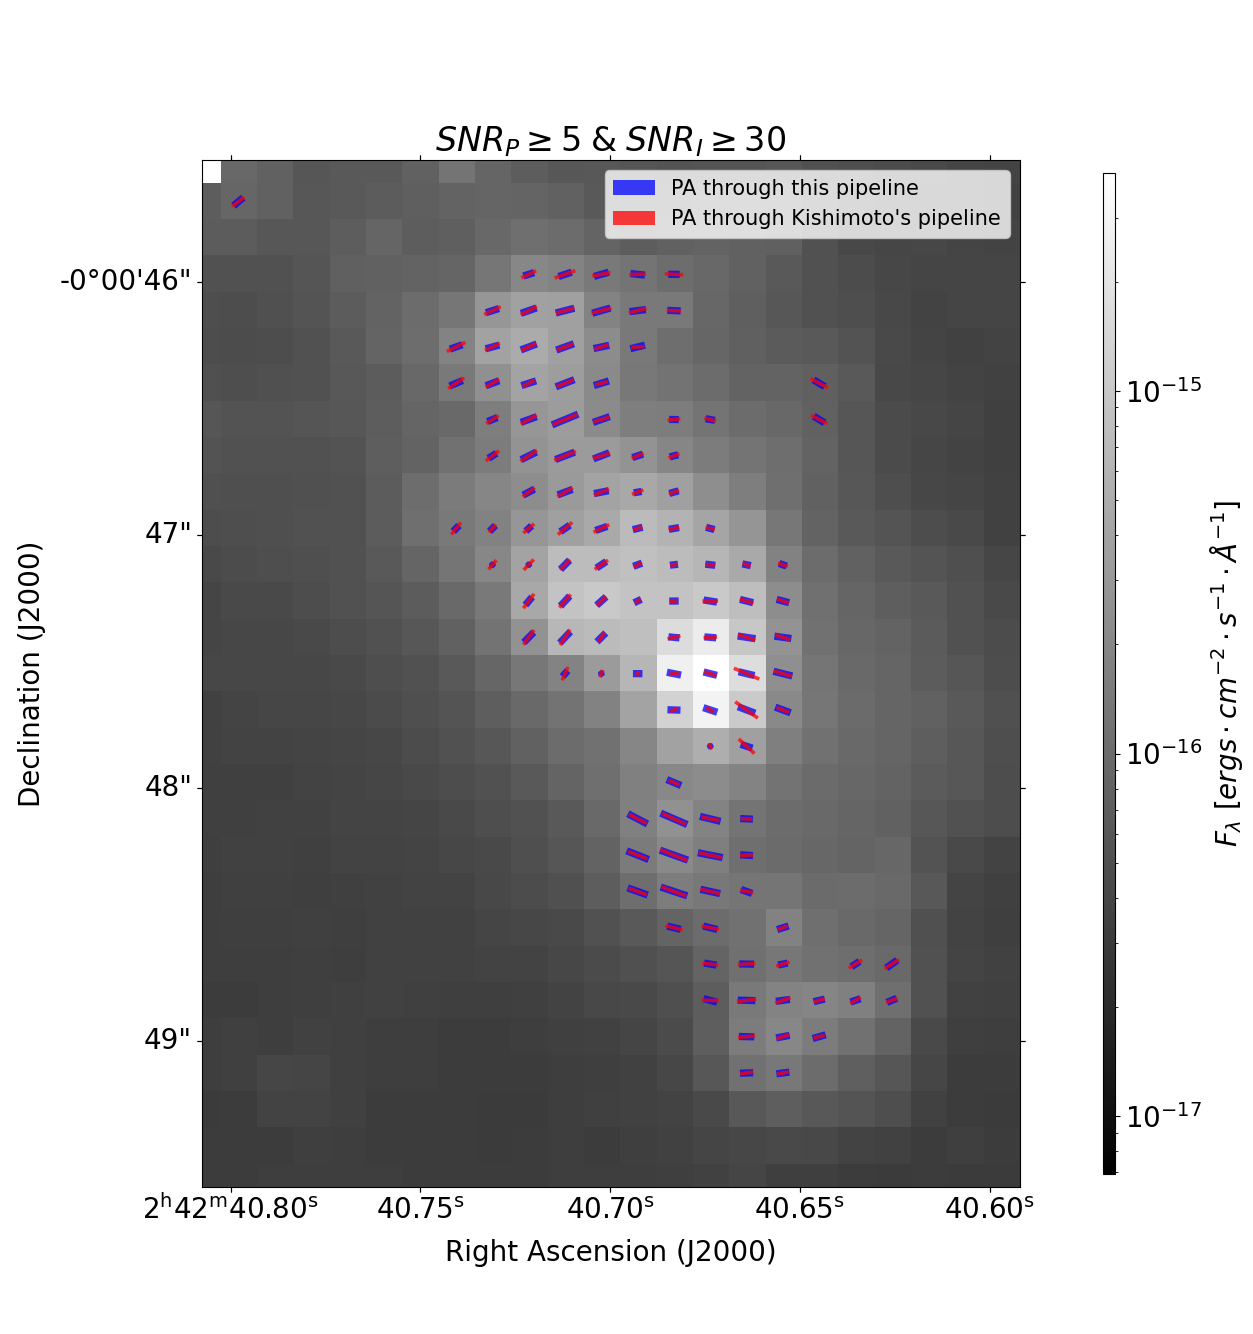 SNR_P ≥ 5 & SNR_I ≥ 30
PA through this pipeline
PA through Kishimoto's pipeline
-0°00'46"
47"
48"
49"
Declination (J2000)
2ʰ42ᵐ40.80ˢ
40.75ˢ
40.70ˢ
40.65ˢ
40.60ˢ
Right Ascension (J2000)
10⁻¹⁵
10⁻¹⁶
10⁻¹⁷
F_λ [ergs · cm⁻² · s⁻¹ · Å⁻¹]